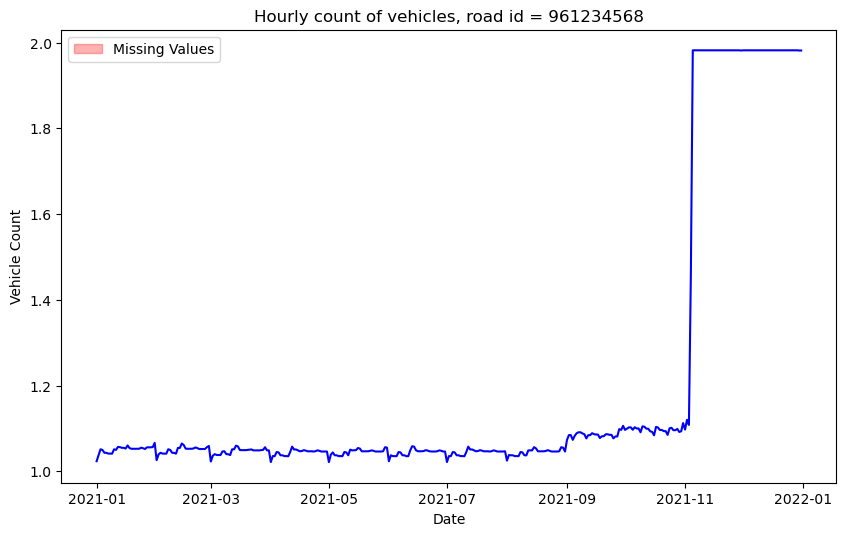 Hourly count of vehicles, road id = 961234568
Missing Values
Vehicle Count
2.0
1.8
1.6
1.4
1.2
1.0
2021-01 2021-03 2021-05 2021-07 2021-09 2021-11 2022-01
Date